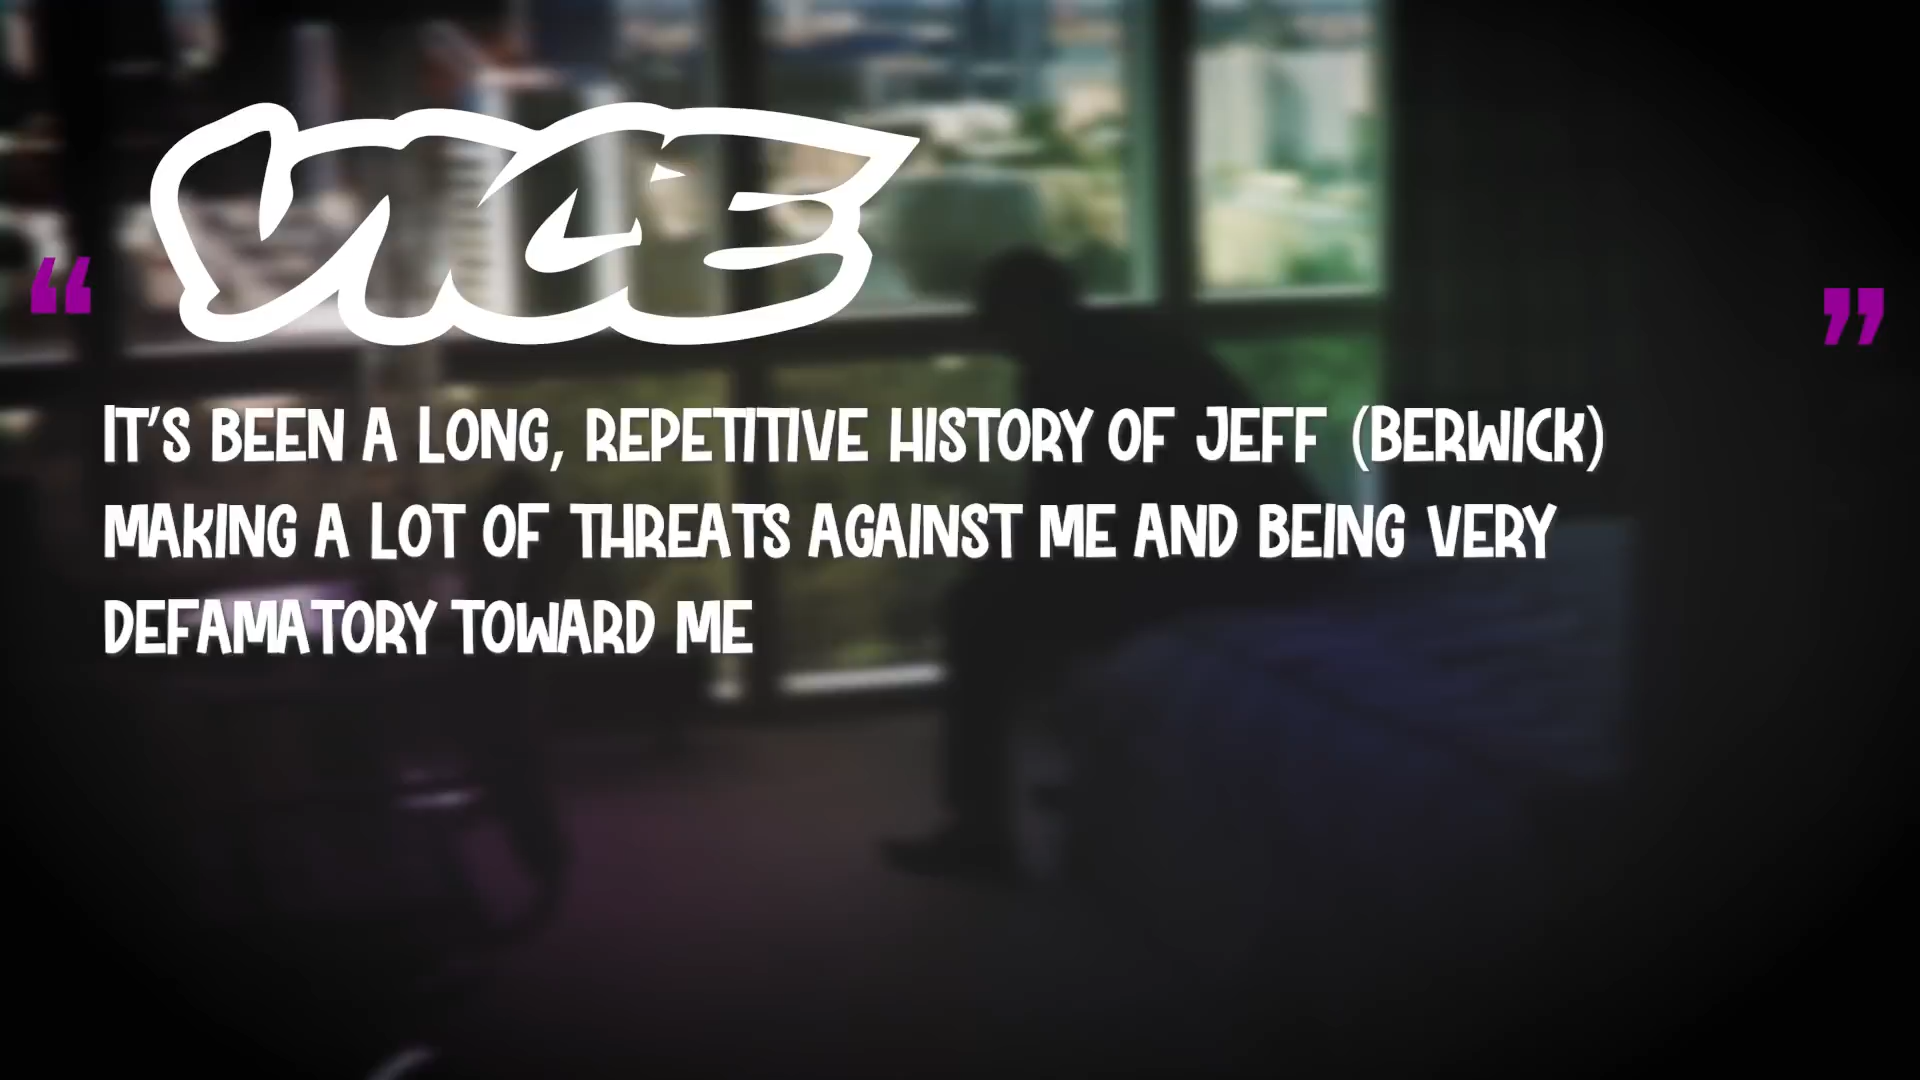 VICE
“
”
IT'S BEEN A LONG, REPETITIVE HISTORY OF JEFF (BERWICK)
MAKING A LOT OF THREATS AGAINST ME AND BEING VERY
DEFAMATORY TOWARD ME